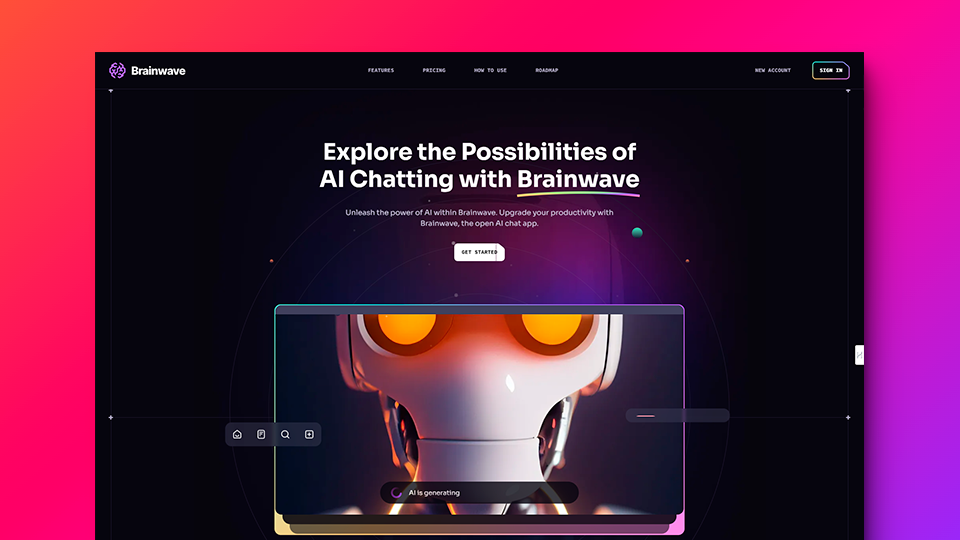 Brainwave
FEATURES
PRICING
HOW TO USE
ROADMAP
NEW ACCOUNT
SIGN IN
Explore the Possibilities of
AI Chatting with Brainwave
Unleash the power of AI within Brainwave. Upgrade your productivity with
Brainwave, the open AI chat app.
GET STARTED
AI is generating